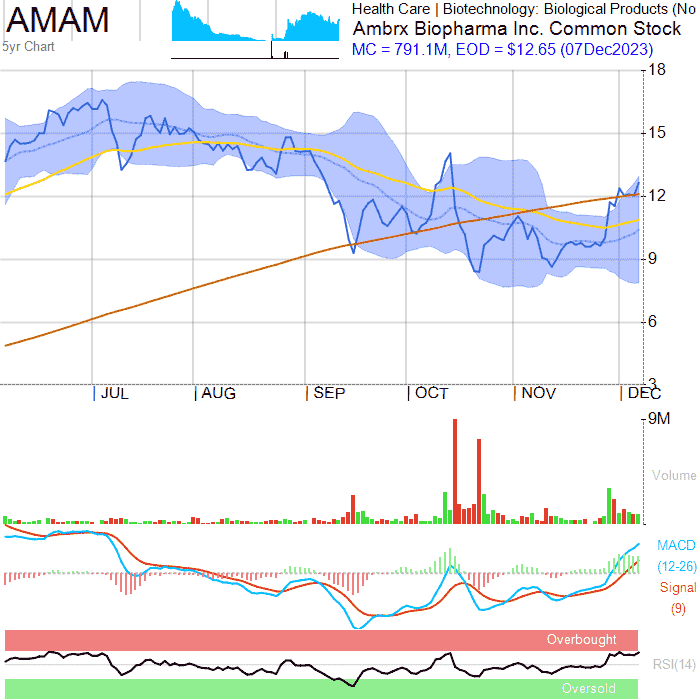 AMAM
5yr Chart
Health Care | Biotechnology: Biological Products (No
Ambrx Biopharma Inc. Common Stock
MC = 791.1M, EOD = $12.65 (07Dec2023)
18
15
12
9
6
3
JUL AUG SEP OCT NOV DEC
9M
Volume
MACD
(12-26)
Signal
(9)
Overbought
RSI(14)
Oversold